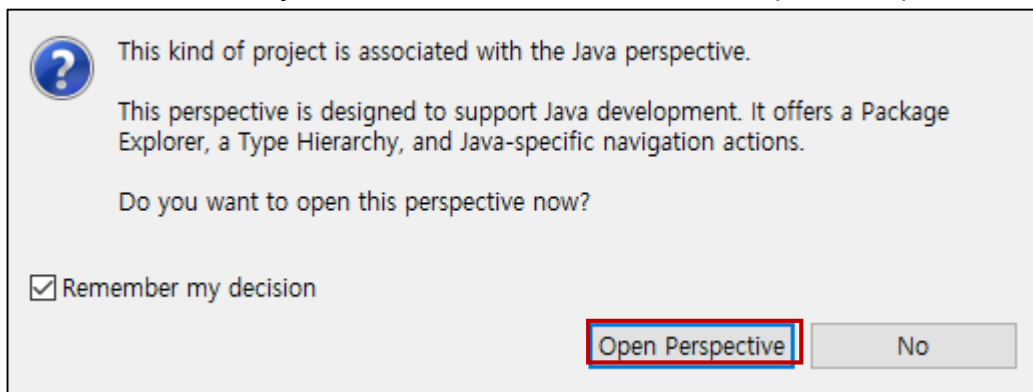 This kind of project is associated with the Java perspective.
This perspective is designed to support Java development. It offers a Package
Explorer, a Type Hierarchy, and Java-specific navigation actions.
Do you want to open this perspective now?
Remember my decision
Open Perspective
No